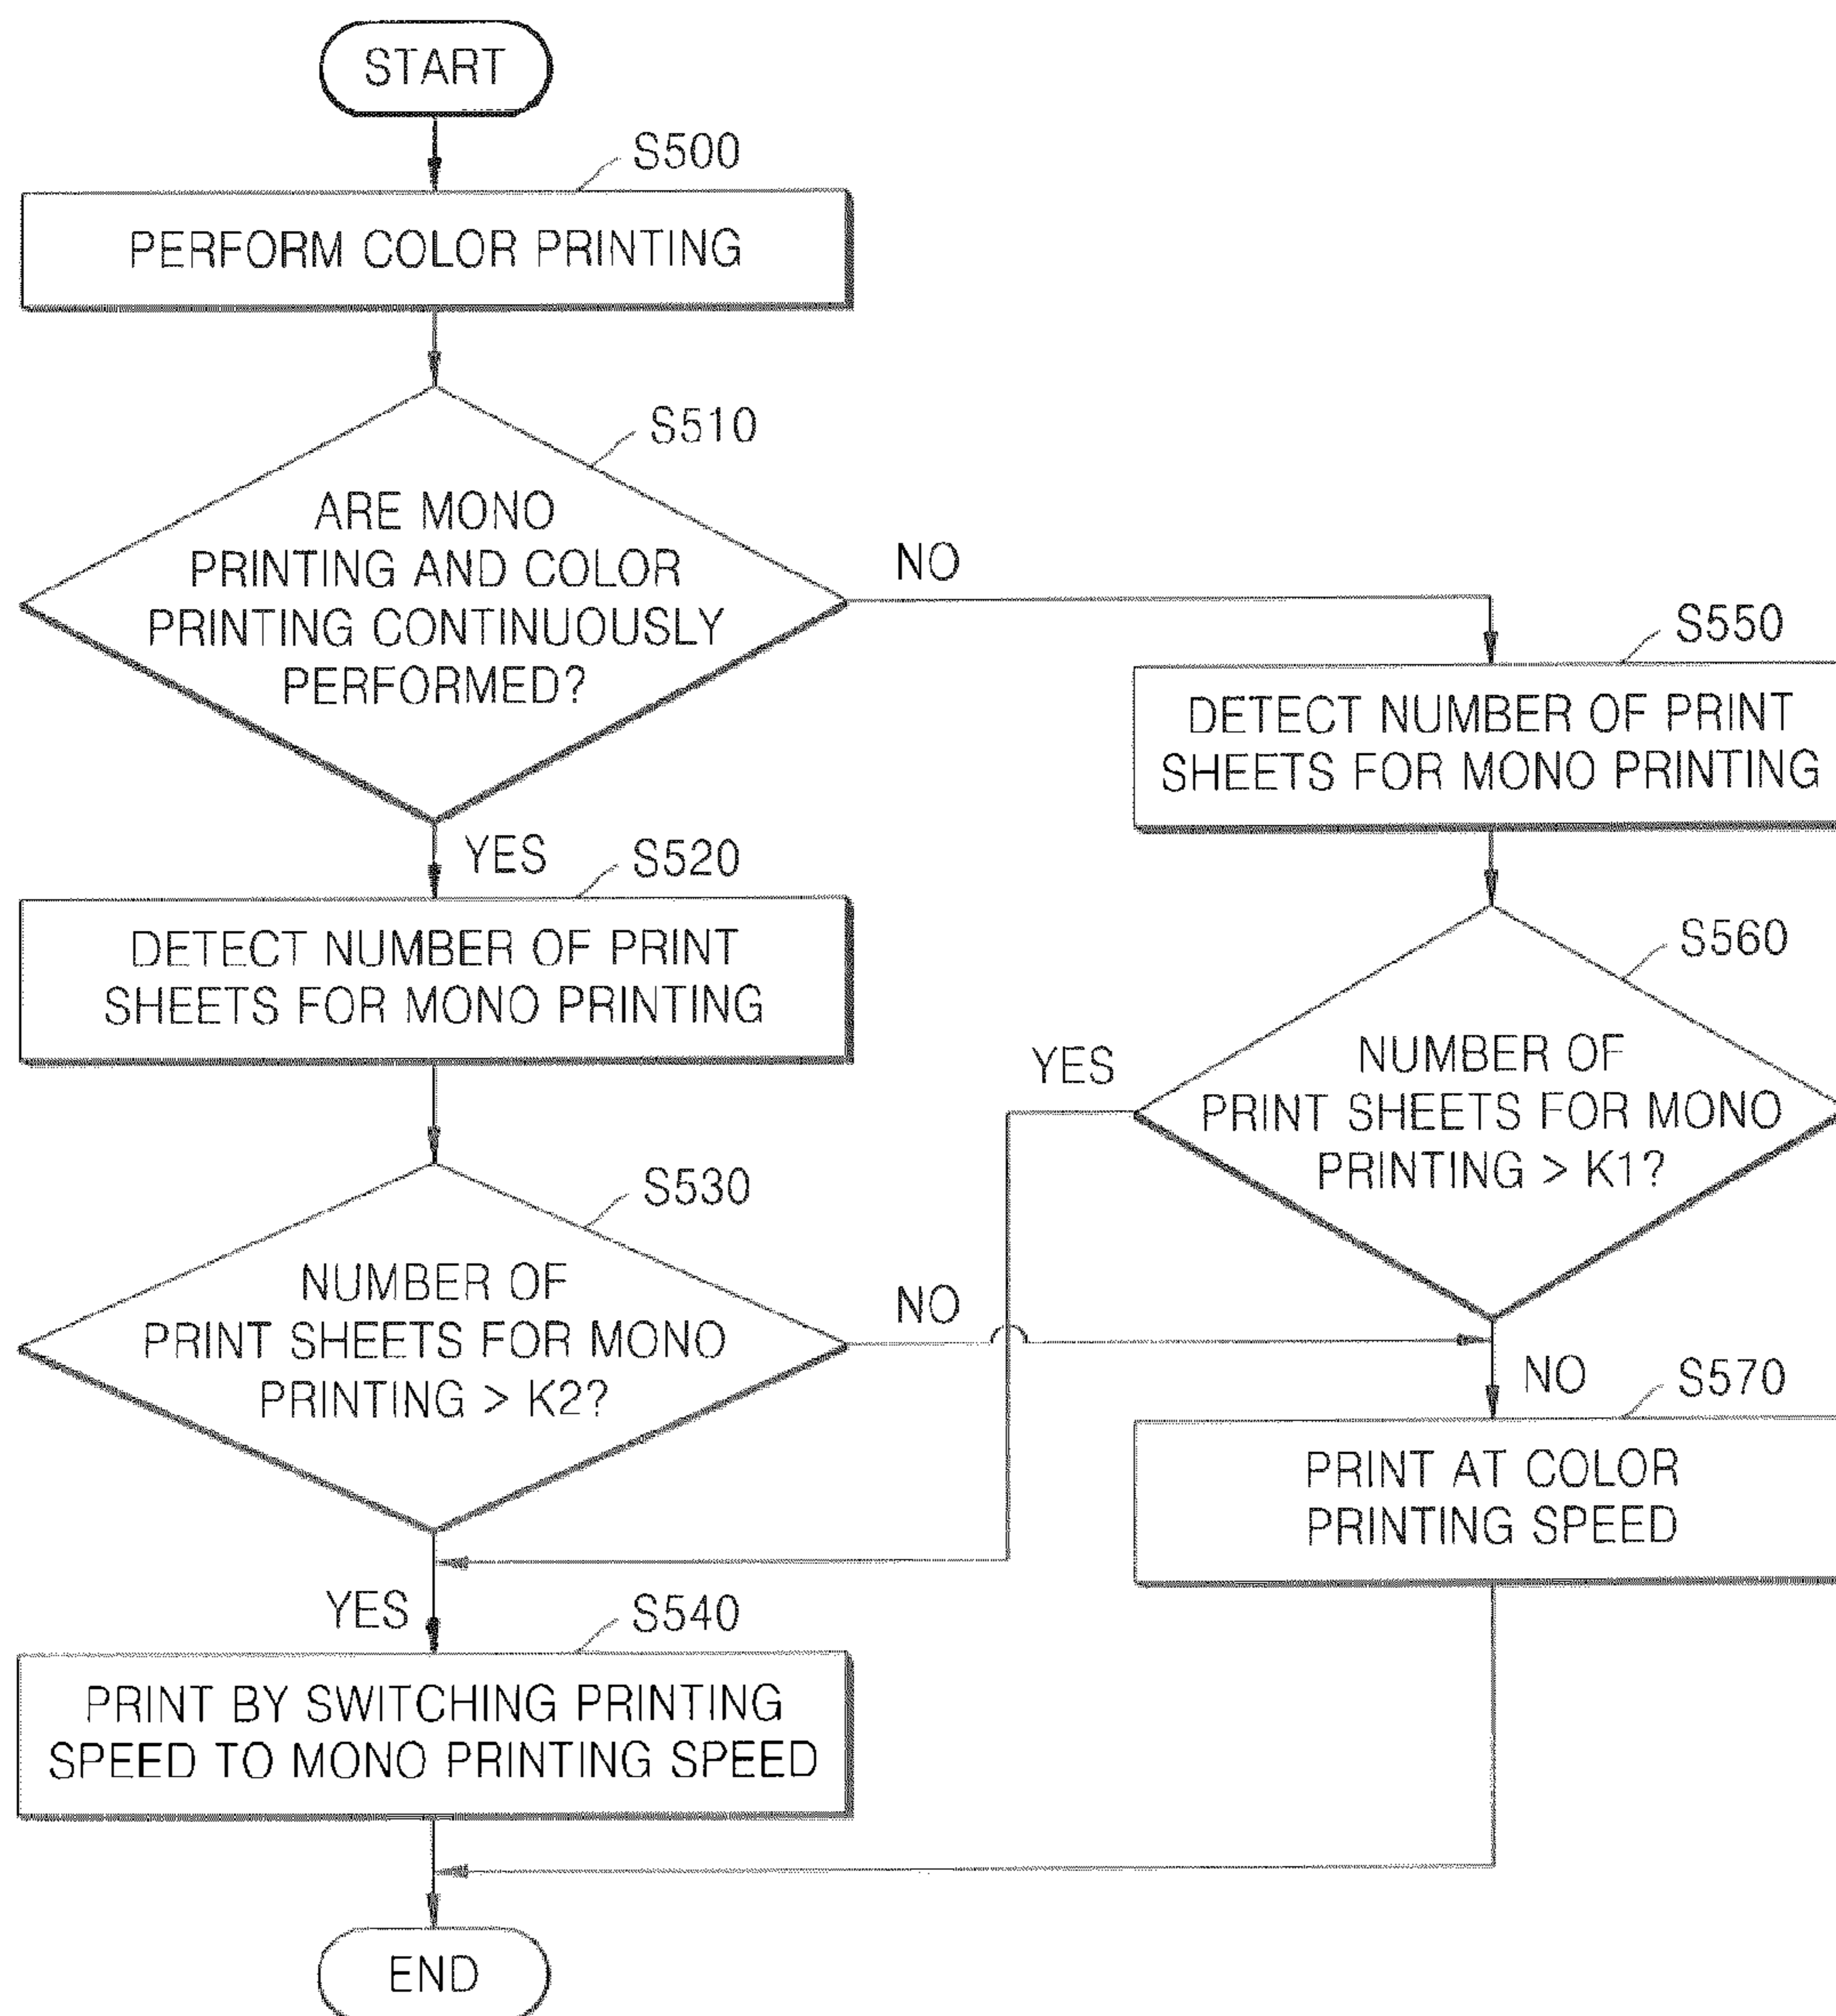 START
S500
PERFORM COLOR PRINTING
S510
ARE MONO
PRINTING AND COLOR
PRINTING CONTINUOUSLY
PERFORMED?
NO
YES
S520
DETECT NUMBER OF PRINT
SHEETS FOR MONO PRINTING
S530
NUMBER OF
PRINT SHEETS FOR MONO
PRINTING > K2?
NO
YES
S540
PRINT BY SWITCHING PRINTING
SPEED TO MONO PRINTING SPEED
S550
DETECT NUMBER OF PRINT
SHEETS FOR MONO PRINTING
S560
YES
NUMBER OF
PRINT SHEETS FOR MONO
PRINTING > K1?
NO
S570
PRINT AT COLOR
PRINTING SPEED
END